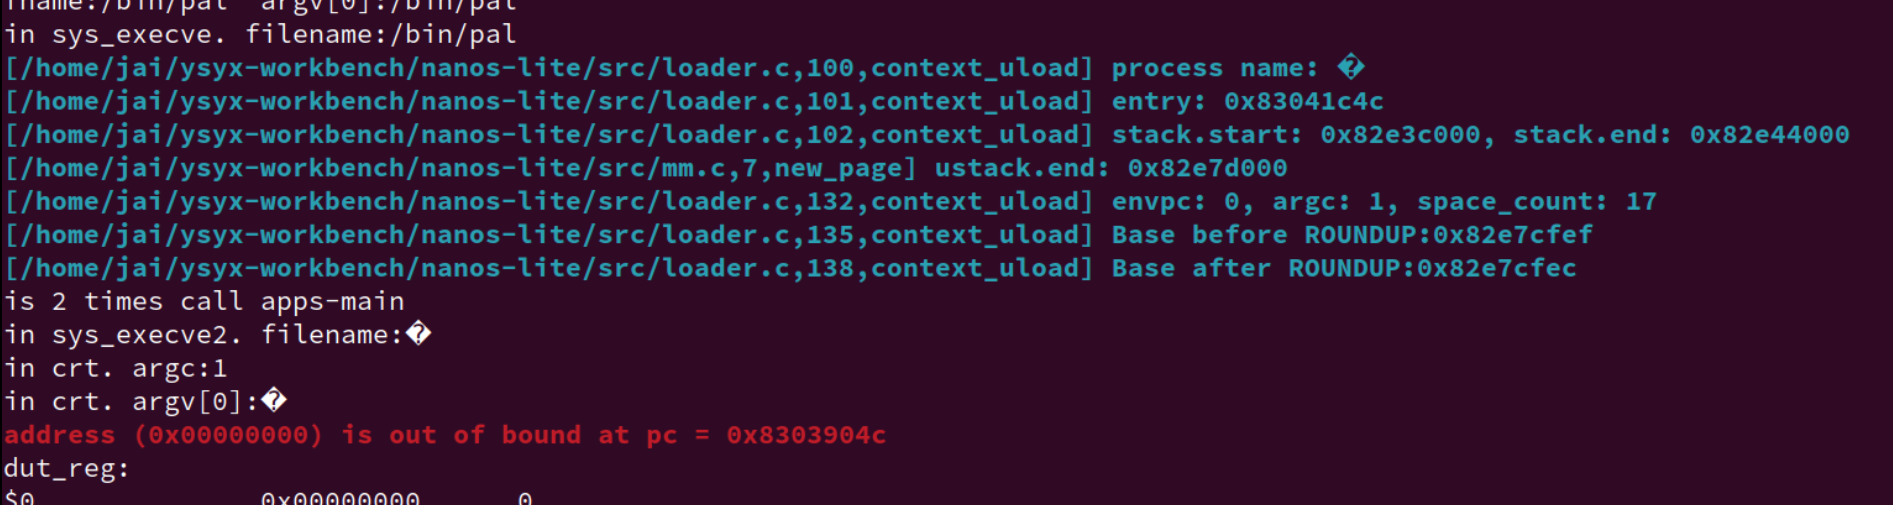 fname:/bin/pal argv[0]:/bin/pal
in sys_execve. filename:/bin/pal
[/home/jai/ysyx-workbench/nanos-lite/src/loader.c,100,context_uload] process name: �
[/home/jai/ysyx-workbench/nanos-lite/src/loader.c,101,context_uload] entry: 0x83041c4c
[/home/jai/ysyx-workbench/nanos-lite/src/loader.c,102,context_uload] stack.start: 0x82e3c000, stack.end: 0x82e44000
[/home/jai/ysyx-workbench/nanos-lite/src/mm.c,7,new_page] ustack.end: 0x82e7d000
[/home/jai/ysyx-workbench/nanos-lite/src/loader.c,132,context_uload] envpc: 0, argc: 1, space_count: 17
[/home/jai/ysyx-workbench/nanos-lite/src/loader.c,135,context_uload] Base before ROUNDUP:0x82e7cfef
[/home/jai/ysyx-workbench/nanos-lite/src/loader.c,138,context_uload] Base after ROUNDUP:0x82e7cfec
is 2 times call apps-main
in sys_execve2. filename:�
in crt. argc:1
in crt. argv[0]:�
address (0x00000000) is out of bound at pc = 0x8303904c
dut_reg:
$0 0x00000000 0